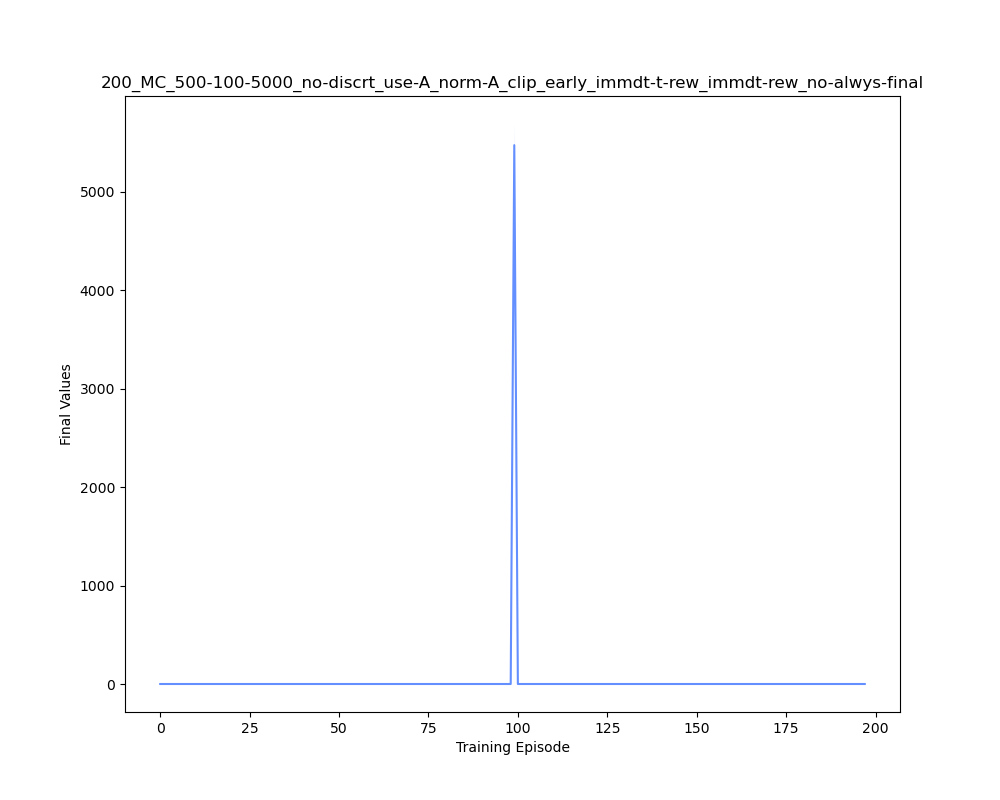 200_MC_500-100-5000_no-discrt_use-A_norm-A_clip_early_immdt-t-rew_immdt-rew_no-alwys-final
5000
4000
3000
2000
1000
0
Final Values
0 25 50 75 100 125 150 175 200
Training Episode